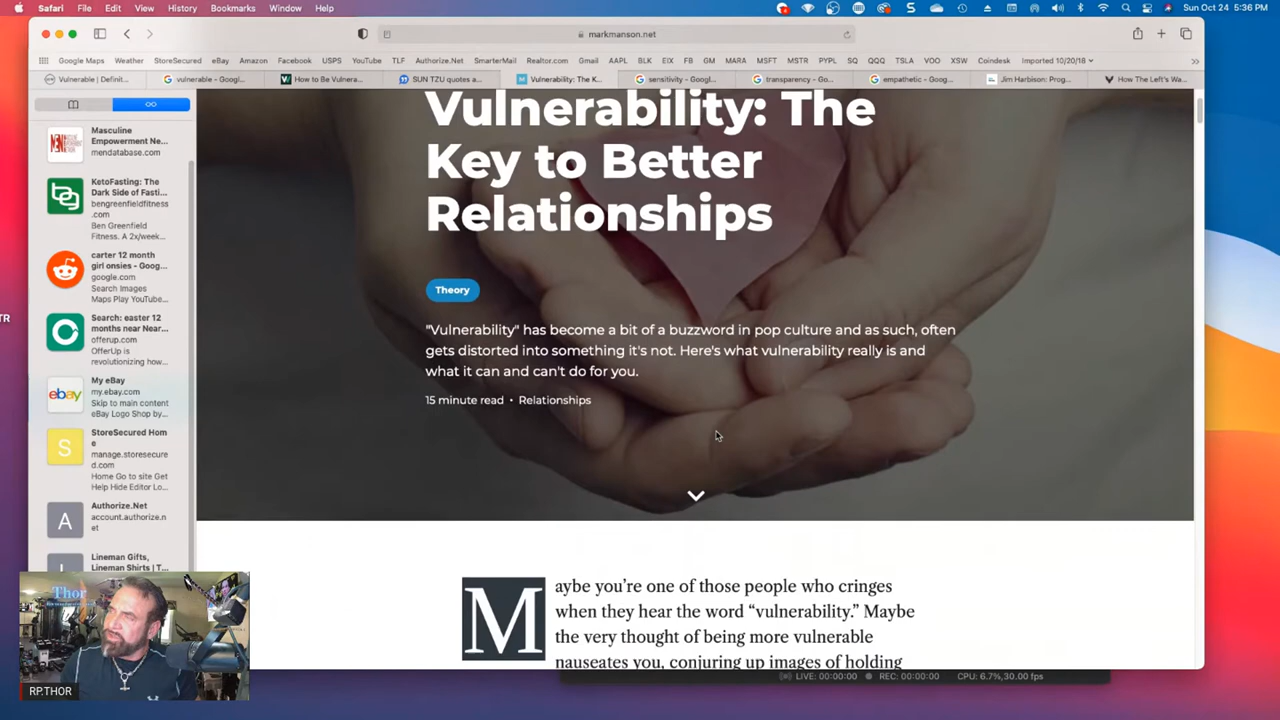 Safari File Edit View History Bookmarks Window Help
Sun Oct 24 5:36 PM
markmanson.net
Google Maps Weather StoreSecured eBay Amazon Facebook USPS YouTube TLF Authorize.Net SmarterMail Realtor.com Gmail AAPL BLK EIX FB GM MARA MSFT MSTR PYPL SQ QQQ TSLA VOO XSW Coindesk Imported 10/20/18
Vulnerable | Definit...
vulnerable - Googl...
How to Be Vulnera...
SUN TZU quotes a...
Vulnerability: The K...
sensitivity - Googl...
transparency - Go...
empathetic - Goog...
Jim Harbison: Prog...
How The Left's Wa...
Masculine
Empowerment Ne...
mendatabase.com
KetoFasting: The
Dark Side of Fasti...
bengreenfieldfitness
.com
Ben Greenfield
Fitness. A 2x/week...
carter 12 month
girl onsies - Goog...
google.com
Search Images
Maps Play YouTube...
Search: easter 12
months near Near...
offerup.com
OfferUp is
revolutionizing how...
ebay
My eBay
my.ebay.com
Skip to main content
eBay Logo Shop by...
S
StoreSecured Hom
e
manage.storesecure
d.com
Home Go to site Get
Help Hide Editor Lo...
A
Authorize.Net
account.authorize.n
et
Lineman Gifts,
Lineman Shirts | T...
Vulnerability: The
Key to Better
Relationships
Theory
"Vulnerability" has become a bit of a buzzword in pop culture and as such, often
gets distorted into something it's not. Here's what vulnerability really is and
what it can and can't do for you.
15 minute read • Relationships
Maybe you're one of those people who cringes
when they hear the word “vulnerability.” Maybe
the very thought of being more vulnerable
nauseates you, conjuring up images of holding
TR
Thor
RP.THOR
LIVE: 00:00:00 REC: 00:00:00 CPU: 6.7%,30.00 fps